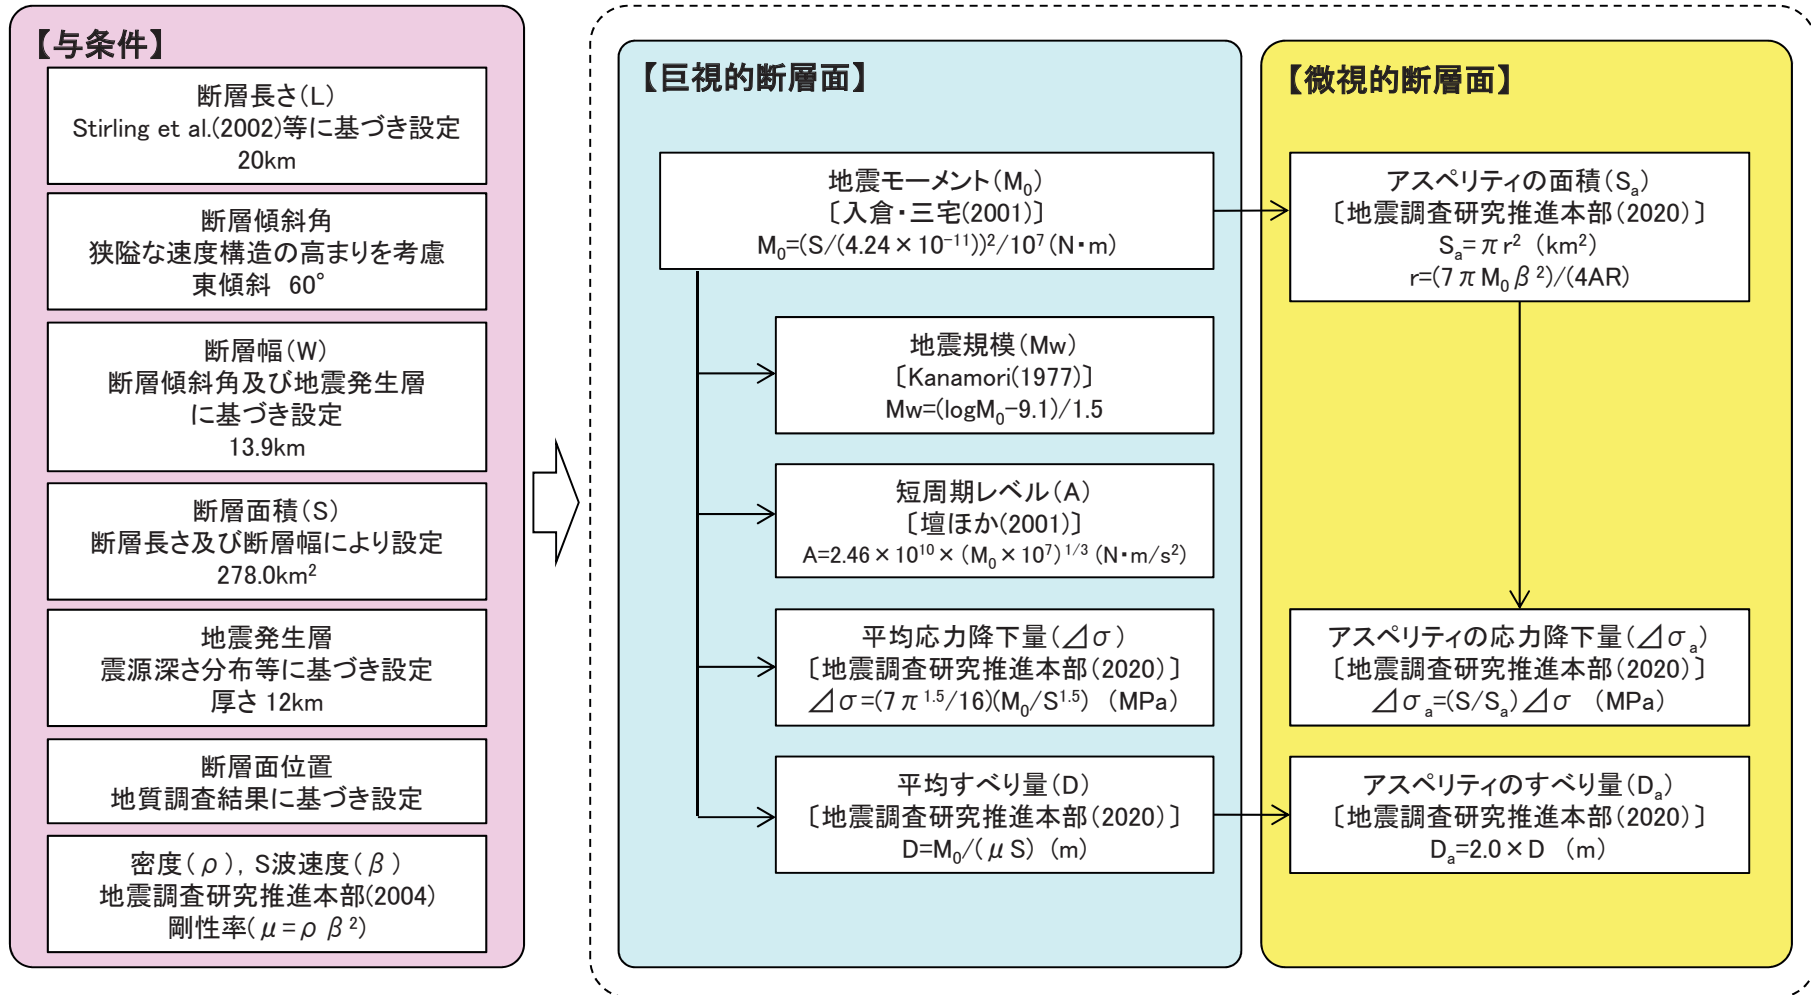 【与条件】
断層長さ(L)
Stirling et al.(2002)等に基づき設定
20km
断層傾斜角
狭隘な速度構造の高まりを考慮
東傾斜 60°
断層幅(W)
断層傾斜角及び地震発生層
に基づき設定
13.9km
断層面積(S)
断層長さ及び断層幅により設定
278.0km²
地震発生層
震源深さ分布等に基づき設定
厚さ 12km
断層面位置
地質調査結果に基づき設定
密度(ρ), S波速度(β)
地震調査研究推進本部(2004)
剛性率(μ=ρβ²)
【巨視的断層面】
地震モーメント(M₀)
〔入倉・三宅(2001)〕
M₀=(S/(4.24×10⁻¹¹))²/10⁷(N・m)
地震規模(Mw)
〔Kanamori(1977)〕
Mw=(logM₀-9.1)/1.5
短周期レベル(A)
〔壇ほか(2001)〕
A=2.46×10¹⁰×(M₀×10⁷)¹/³(N・m/s²)
平均応力降下量(⊿σ)
〔地震調査研究推進本部(2020)〕
⊿σ=(7π¹·⁵/16)(M₀/S¹·⁵) (MPa)
平均すべり量(D)
〔地震調査研究推進本部(2020)〕
D=M₀/(μS) (m)
【微視的断層面】
アスペリティの面積(Sₐ)
〔地震調査研究推進本部(2020)〕
Sₐ=πr² (km²)
r=(7πM₀β²)/(4AR)
アスペリティの応力降下量(⊿σₐ)
〔地震調査研究推進本部(2020)〕
⊿σₐ=(S/Sₐ)⊿σ (MPa)
アスペリティのすべり量(Dₐ)
〔地震調査研究推進本部(2020)〕
Dₐ=2.0×D (m)